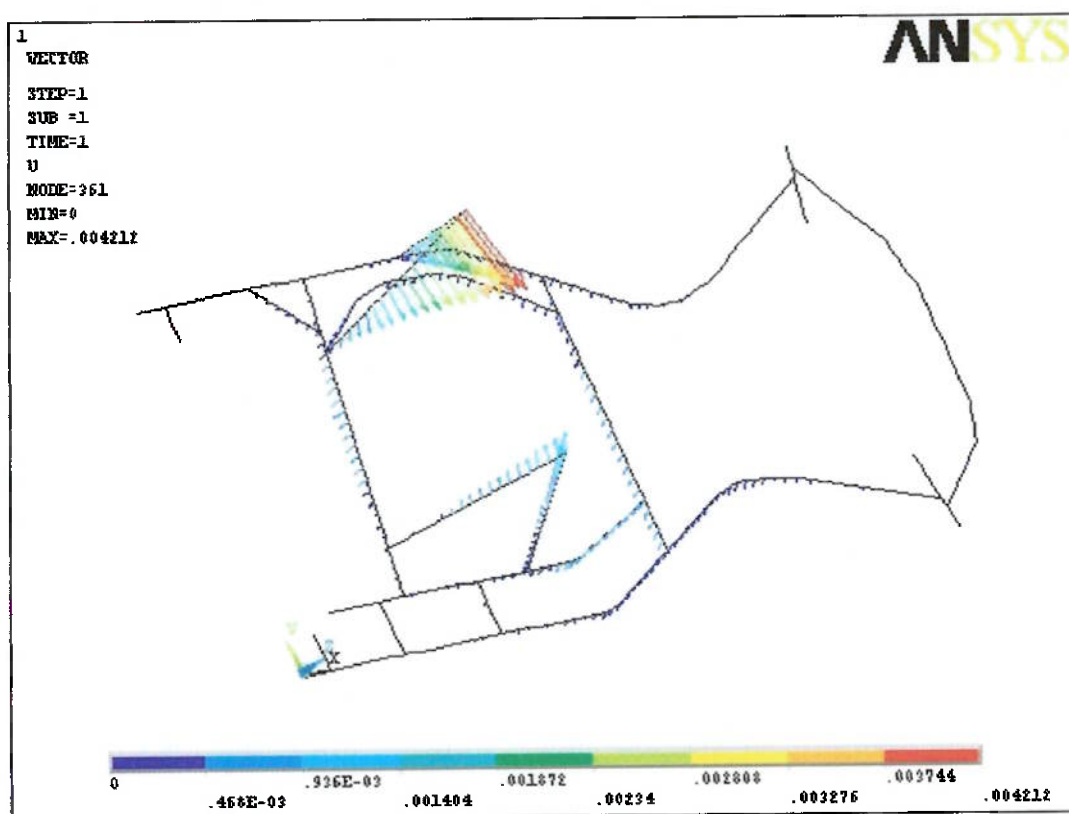 1
ANSYS
VECTOR
STEP=1
SUB =1
TIME=1
U
NODE=361
MIN=0
MAX=.004212
X
0 .936E-03 .001872 .002808 .003744
.468E-03 .001404 .00234 .003276 .004212